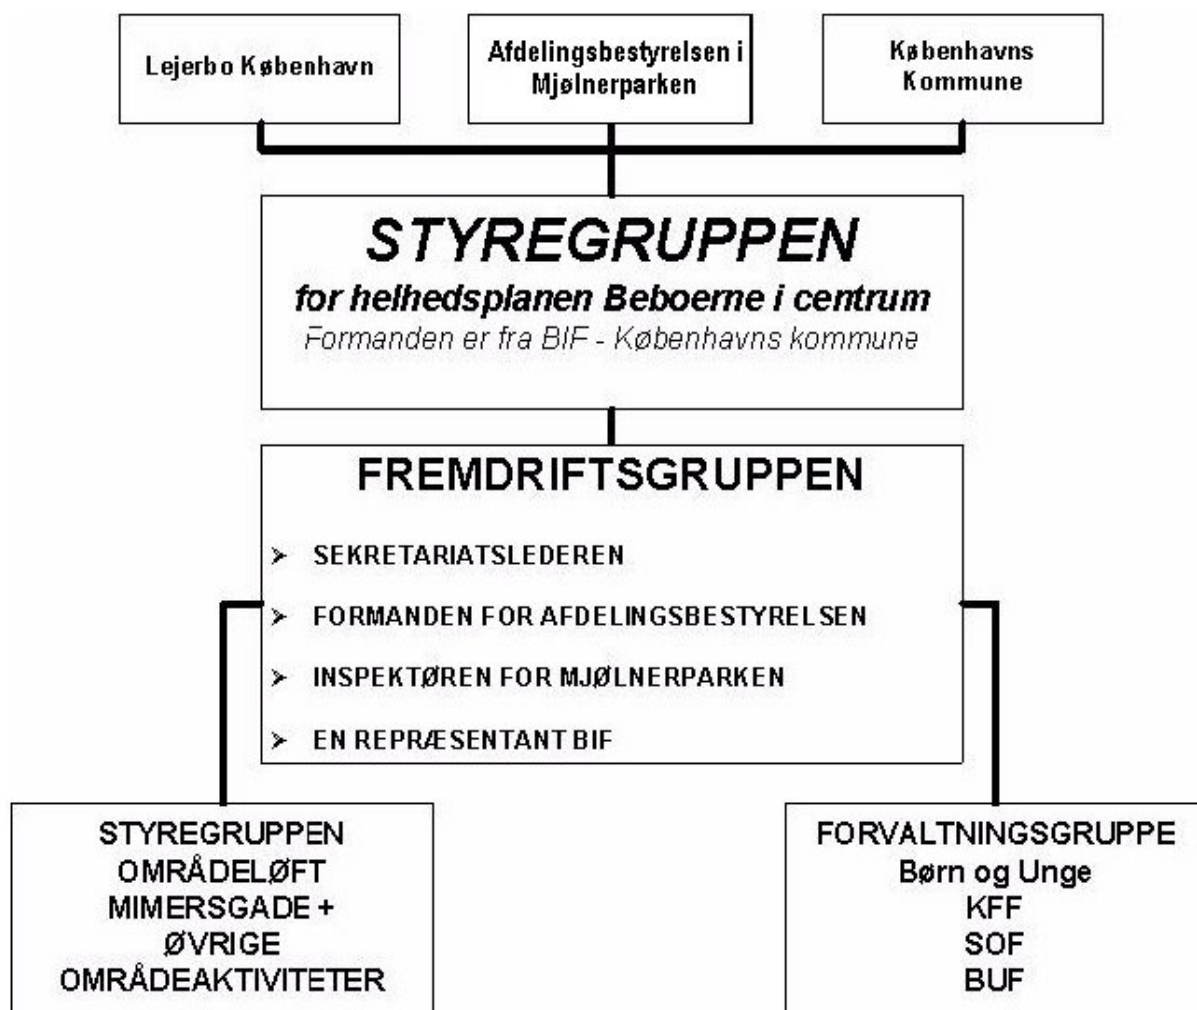 Lejerbo København
Afdelingsbestyrelsen i
Mjølnerparken
Københavns
Kommune
STYREGRUPPEN
for helhedsplanen Beboerne i centrum
Formanden er fra BIF - Københavns kommune
FREMDRIFTSGRUPPEN
➢ SEKRETARIATSLEDEREN
➢ FORMANDEN FOR AFDELINGSBESTYRELSEN
➢ INSPEKTØREN FOR MJØLNERPARKEN
➢ EN REPRÆSENTANT BIF
STYREGRUPPEN
OMRÅDELØFT
MIMERSGADE +
ØVRIGE
OMRÅDEAKTIVITETER
FORVALTNINGSGRUPPE
Børn og Unge
KFF
SOF
BUF